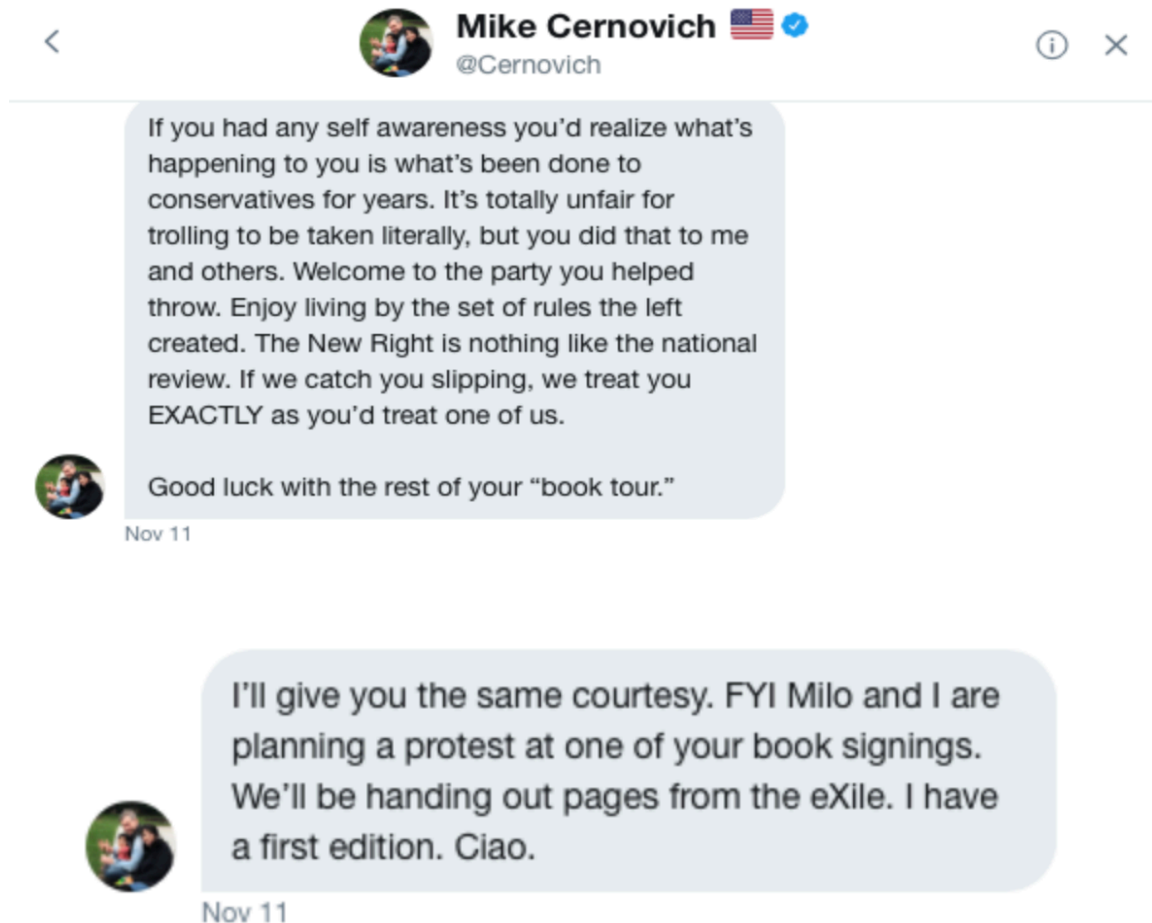 Mike Cernovich 🇺🇸
@Cernovich
If you had any self awareness you’d realize what’s
happening to you is what’s been done to
conservatives for years. It’s totally unfair for
trolling to be taken literally, but you did that to me
and others. Welcome to the party you helped
throw. Enjoy living by the set of rules the left
created. The New Right is nothing like the national
review. If we catch you slipping, we treat you
EXACTLY as you’d treat one of us.
Good luck with the rest of your “book tour.”
Nov 11
I’ll give you the same courtesy. FYI Milo and I are
planning a protest at one of your book signings.
We’ll be handing out pages from the eXile. I have
a first edition. Ciao.
Nov 11